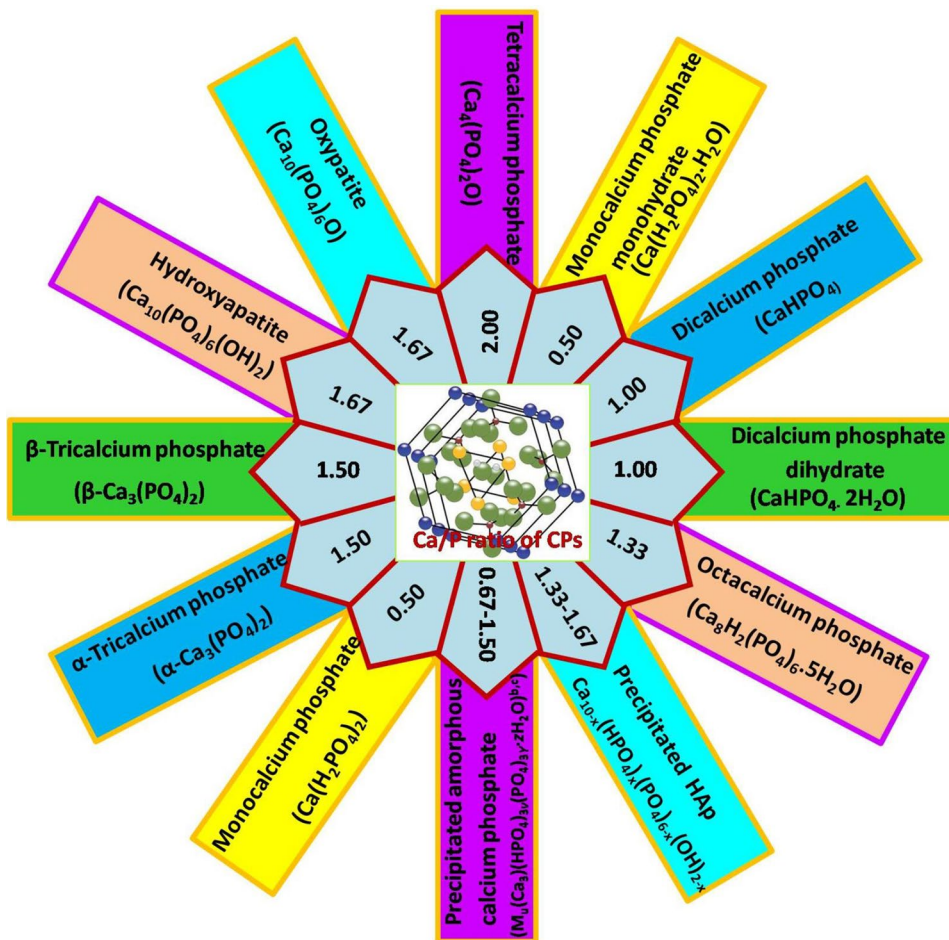 Tetracalcium phosphate
(Ca₄(PO₄)₂O)
2.00
Monocalcium phosphate
monohydrate
(Ca(H₂PO₄)₂.H₂O)
0.50
Dicalcium phosphate
(CaHPO₄)
1.00
Dicalcium phosphate
dihydrate
(CaHPO₄. 2H₂O)
1.00
Octacalcium phosphate
(Ca₈H₂(PO₄)₆.5H₂O)
1.33
Precipitated HAp
Ca₁₀₋ₓ(HPO₄)ₓ(PO₄)₆₋ₓ(OH)₂₋ₓ
1.33-1.67
Precipitated amorphous
calcium phosphate
0.67-1.50
Monocalcium phosphate
(Ca(H₂PO₄)₂)
0.50
α-Tricalcium phosphate
(α-Ca₃(PO₄)₂)
1.50
β-Tricalcium phosphate
(β-Ca₃(PO₄)₂)
1.50
Hydroxyapatite
(Ca₁₀(PO₄)₆(OH)₂)
1.67
Oxypatite
(Ca₁₀(PO₄)₆O)
1.67
Ca/P ratio of CPs